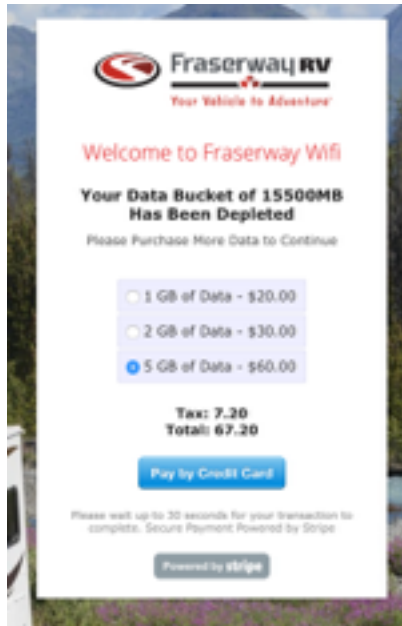 Fraserway RV
Your Vehicle to Adventure
Welcome to Fraserway Wifi
Your Data Bucket of 15500MB
Has Been Depleted
Please Purchase More Data to Continue
1 GB of Data - $20.00
2 GB of Data - $30.00
5 GB of Data - $60.00
Tax: 7.20
Total: 67.20
Pay by Credit Card
Please wait up to 30 seconds for your transaction to
complete. Secure Payment Powered by Stripe
Powered by stripe